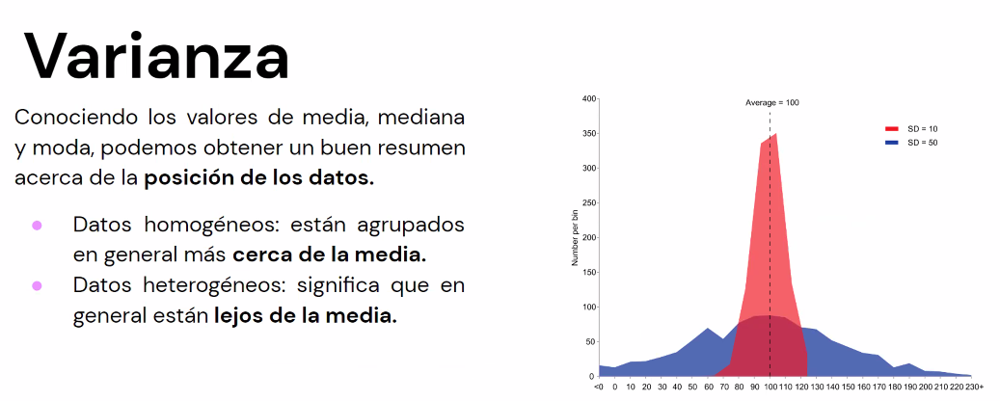 Varianza
Conociendo los valores de media, mediana
y moda, podemos obtener un buen resumen
acerca de la posición de los datos.
Datos homogéneos: están agrupados
en general más cerca de la media.
Datos heterogéneos: significa que en
general están lejos de la media.
Average = 100
SD = 10
SD = 50
Number per bin
400
350
300
250
200
150
100
50
0
<0 0 10 20 30 40 50 60 70 80 90 100 110 120 130 140 150 160 170 180 190 200 210 220 230+